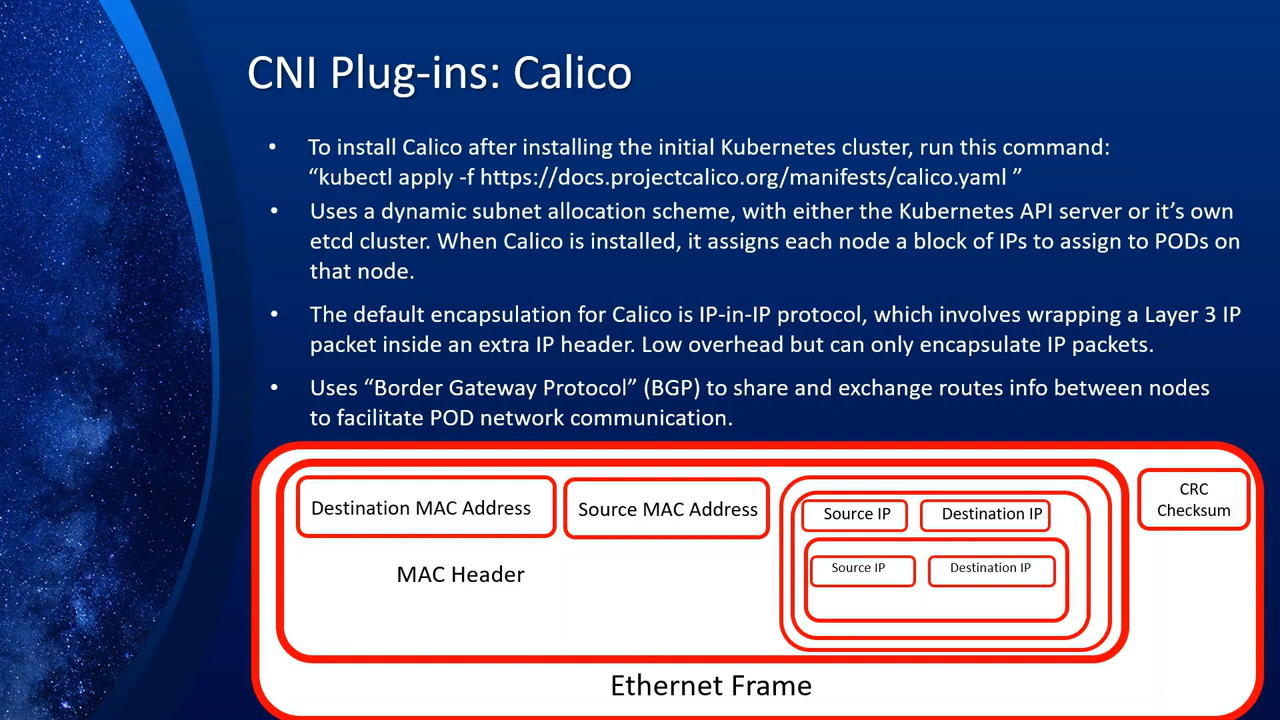 CNI Plug-ins: Calico
• To install Calico after installing the initial Kubernetes cluster, run this command:
“kubectl apply -f https://docs.projectcalico.org/manifests/calico.yaml ”
• Uses a dynamic subnet allocation scheme, with either the Kubernetes API server or it’s own
etcd cluster. When Calico is installed, it assigns each node a block of IPs to assign to PODs on
that node.
• The default encapsulation for Calico is IP-in-IP protocol, which involves wrapping a Layer 3 IP
packet inside an extra IP header. Low overhead but can only encapsulate IP packets.
• Uses “Border Gateway Protocol” (BGP) to share and exchange routes info between nodes
to facilitate POD network communication.
Destination MAC Address
Source MAC Address
Source IP
Destination IP
Source IP
Destination IP
CRC
Checksum
MAC Header
Ethernet Frame